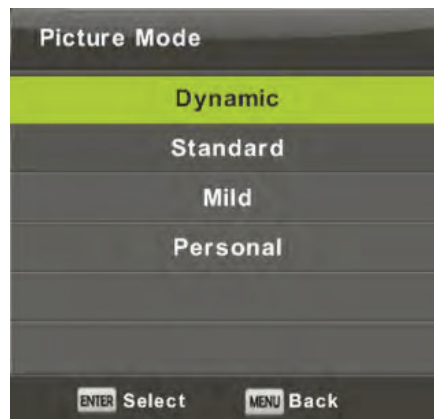 Picture Mode
Dynamic
Standard
Mild
Personal
ENTER Select MENU Back